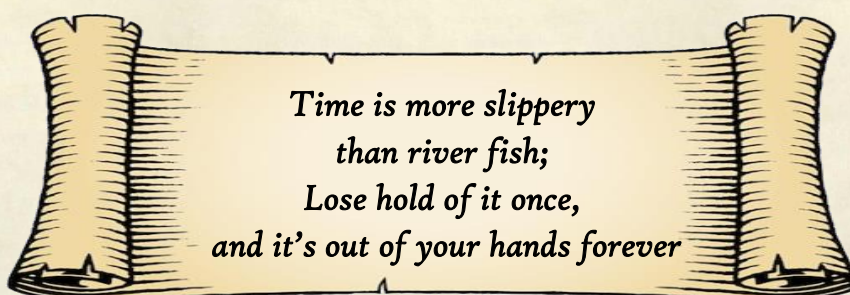 Time is more slippery
than river fish;
Lose hold of it once,
and it’s out of your hands forever